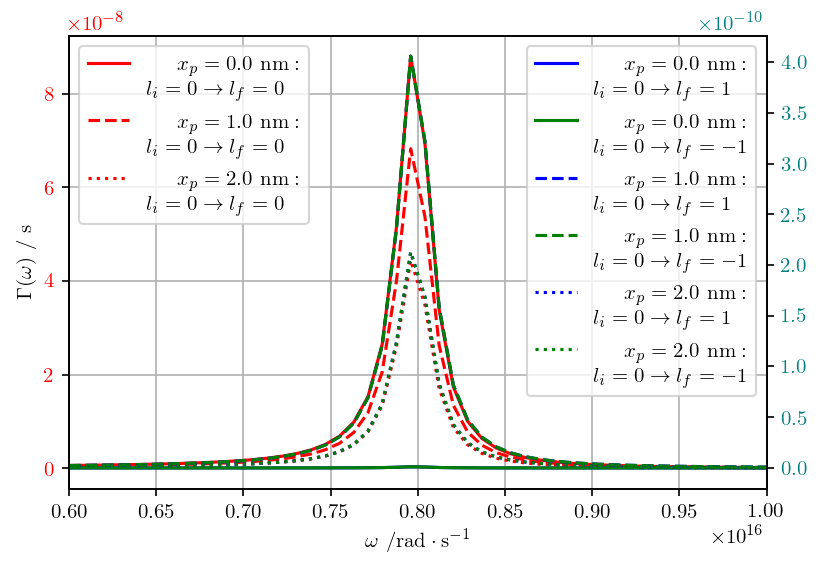 ×10⁻⁸
×10⁻¹⁰
x_p = 0.0 nm :
l_i = 0 → l_f = 0
x_p = 1.0 nm :
l_i = 0 → l_f = 0
x_p = 2.0 nm :
l_i = 0 → l_f = 0
x_p = 0.0 nm :
l_i = 0 → l_f = 1
x_p = 0.0 nm :
l_i = 0 → l_f = −1
x_p = 1.0 nm :
l_i = 0 → l_f = 1
x_p = 1.0 nm :
l_i = 0 → l_f = −1
x_p = 2.0 nm :
l_i = 0 → l_f = 1
x_p = 2.0 nm :
l_i = 0 → l_f = −1
Γ(ω) / s
8
6
4
2
0
4.0
3.5
3.0
2.5
2.0
1.5
1.0
0.5
0.0
0.60 0.65 0.70 0.75 0.80 0.85 0.90 0.95 1.00
×10¹⁶
ω /rad · s⁻¹